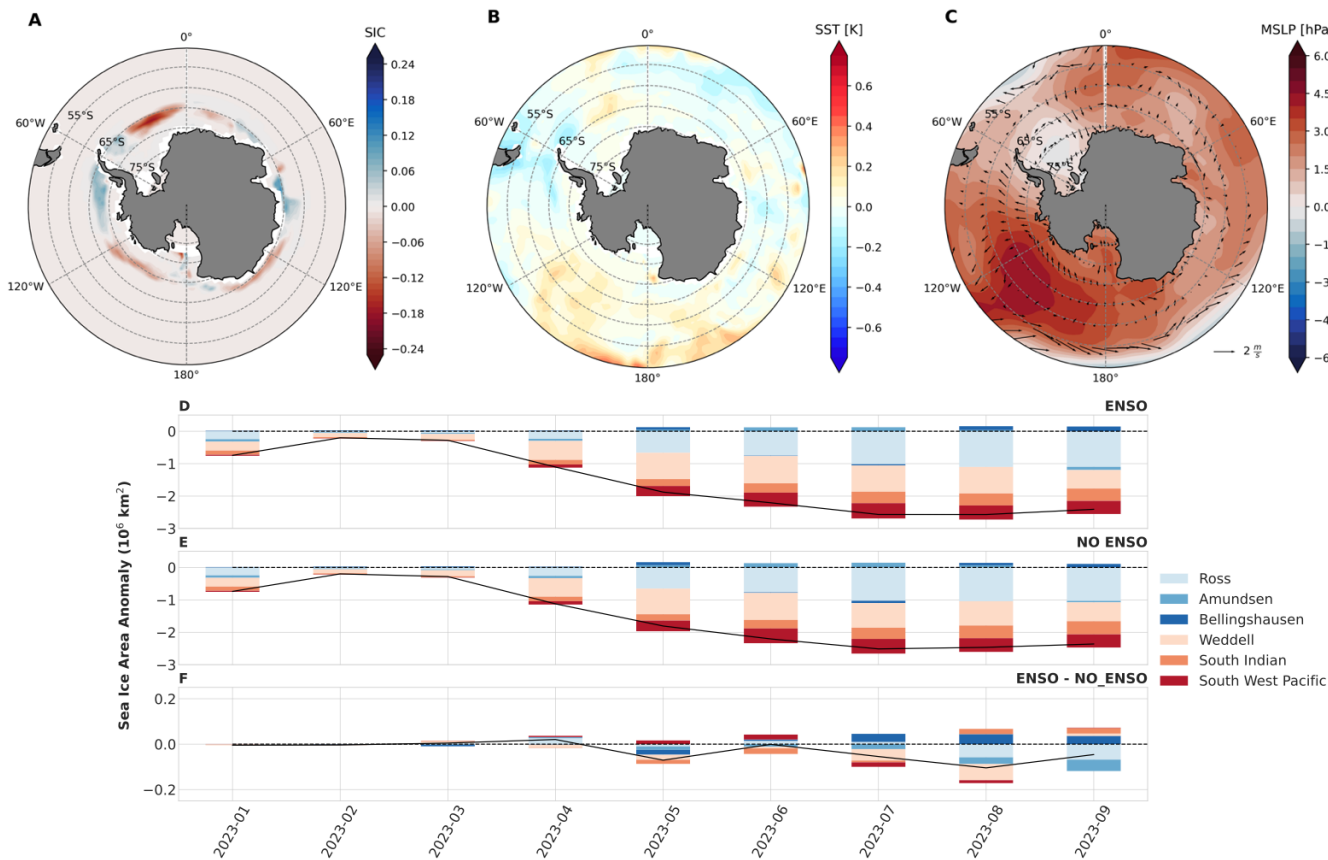 A
SIC
0°
60°W
55°S
65°S
75°S
60°E
120°W
120°E
180°
0.24
0.18
0.12
0.06
0.00
−0.06
−0.12
−0.18
−0.24
B
SST [K]
0°
60°W
55°S
65°S
75°S
60°E
120°W
120°E
180°
0.6
0.4
0.2
0.0
−0.2
−0.4
−0.6
C
MSLP [hPa
0°
60°W
55°S
65°S
75°S
60°E
120°W
120°E
180°
2 m/s
6.0
4.5
3.0
1.5
0.0
−1
−3
−4
−6
Sea Ice Area Anomaly (10⁶ km²)
D
ENSO
0
−1
−2
−3
E
NO ENSO
0
−1
−2
−3
F
ENSO - NO_ENSO
0.2
0.0
−0.2
2023-01
2023-02
2023-03
2023-04
2023-05
2023-06
2023-07
2023-08
2023-09
Ross
Amundsen
Bellingshausen
Weddell
South Indian
South West Pacific